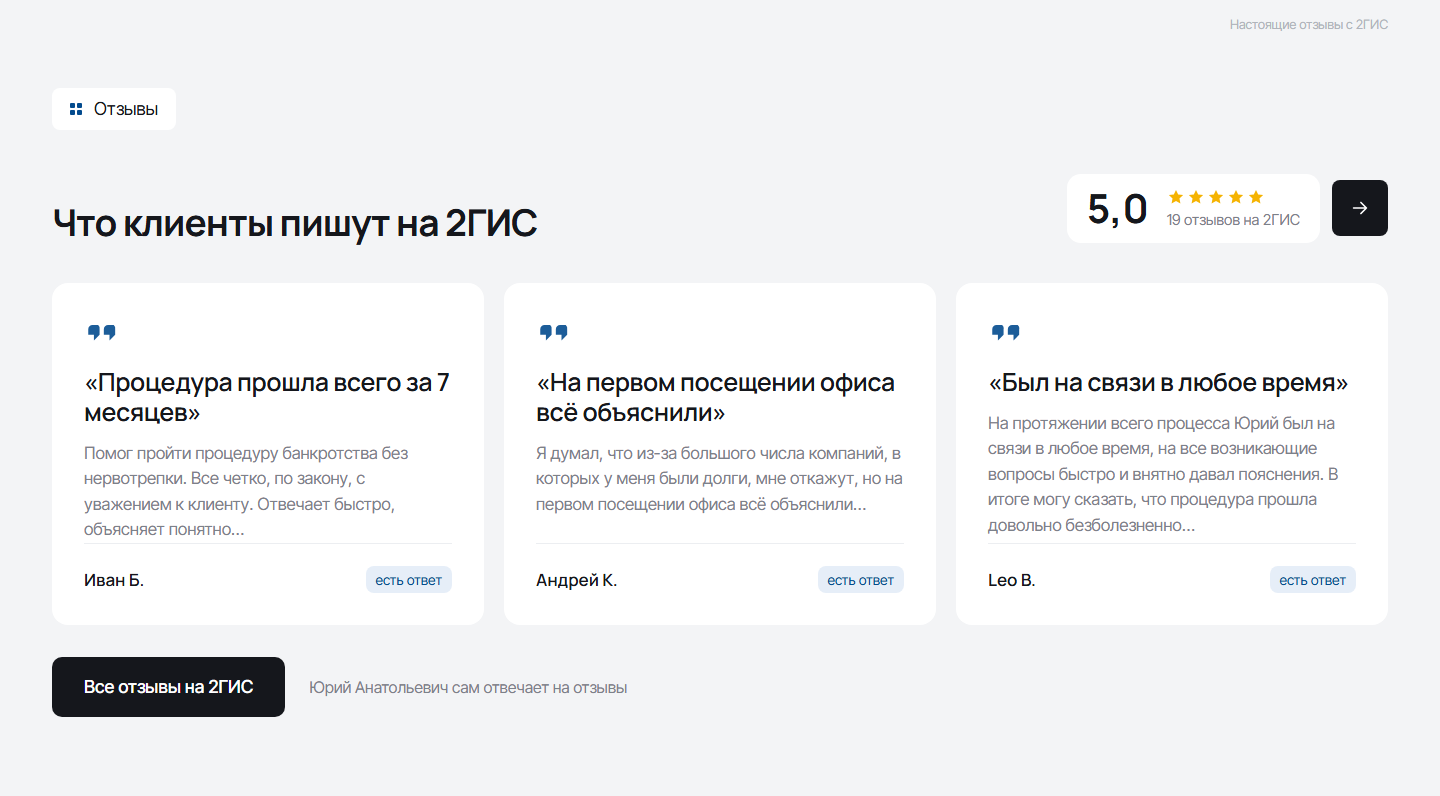 Настоящие отзывы с 2ГИС
Отзывы
Что клиенты пишут на 2ГИС
5,0
19 отзывов на 2ГИС
«Процедура прошла всего за 7
месяцев»
Помог пройти процедуру банкротства без
нервотрепки. Все четко, по закону, с
уважением к клиенту. Отвечает быстро,
объясняет понятно...
Иван Б.
есть ответ
«На первом посещении офиса
всё объяснили»
Я думал, что из-за большого числа компаний, в
которых у меня были долги, мне откажут, но на
первом посещении офиса всё объяснили...
Андрей К.
есть ответ
«Был на связи в любое время»
На протяжении всего процесса Юрий был на
связи в любое время, на все возникающие
вопросы быстро и внятно давал пояснения. В
итоге могу сказать, что процедура прошла
довольно безболезненно...
Leo B.
есть ответ
Все отзывы на 2ГИС
Юрий Анатольевич сам отвечает на отзывы